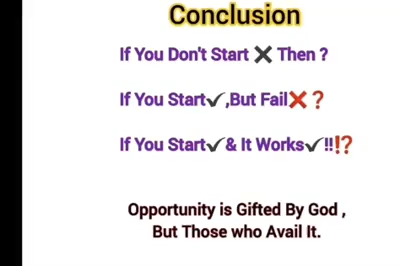 Conclusion
If You Don't Start ❌ Then ?
If You Start✔,But Fail❌ ❓
If You Start✔& It Works✔!!⁉
Opportunity is Gifted By God ,
But Those who Avail It.